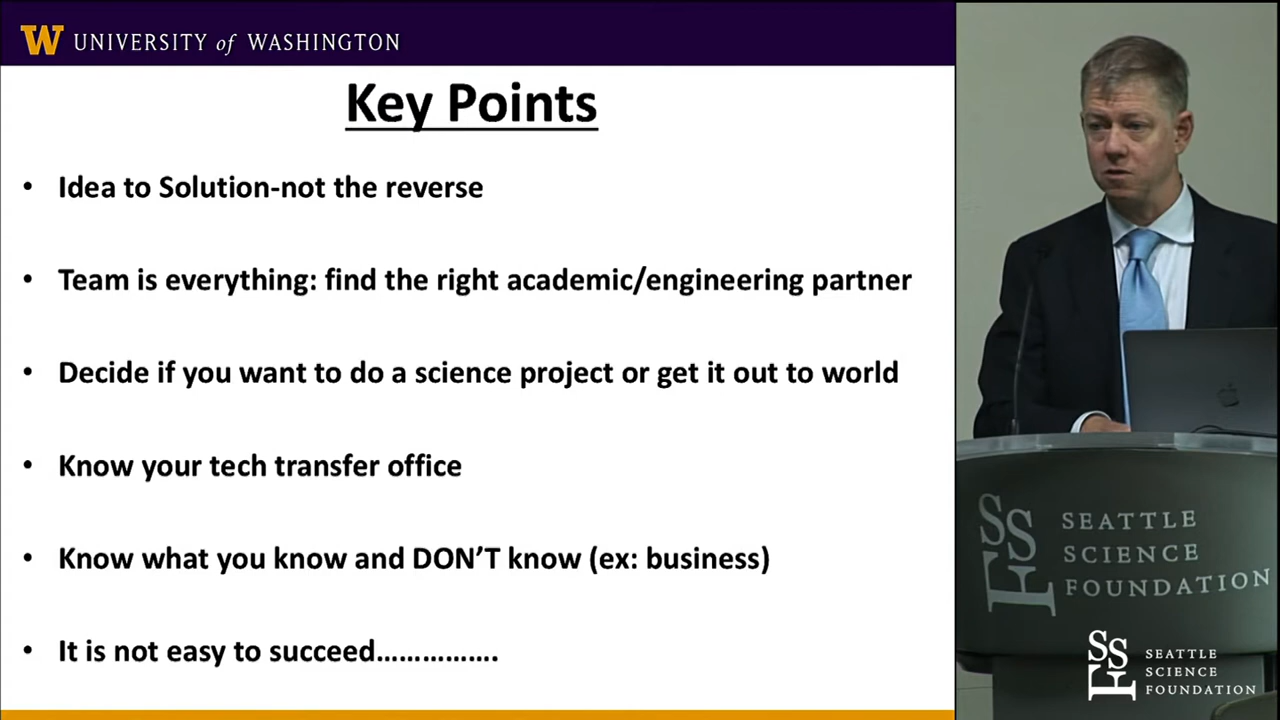 W UNIVERSITY of WASHINGTON
Key Points
• Idea to Solution-not the reverse
• Team is everything: find the right academic/engineering partner
• Decide if you want to do a science project or get it out to world
• Know your tech transfer office
• Know what you know and DON'T know (ex: business)
• It is not easy to succeed...............
SSF
SEATTLE
SCIENCE
FOUNDATION
SSF
SEATTLE
SCIENCE
FOUNDATION